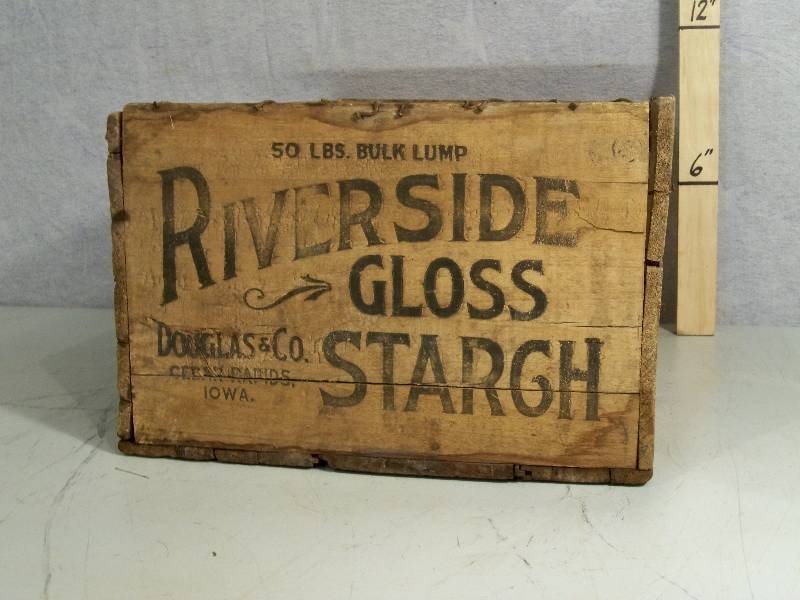 50 LBS. BULK LUMP
RIVERSIDE
GLOSS
STARCH
DOUGLAS & CO.
CEDAR RAPIDS,
IOWA.
12"
6"